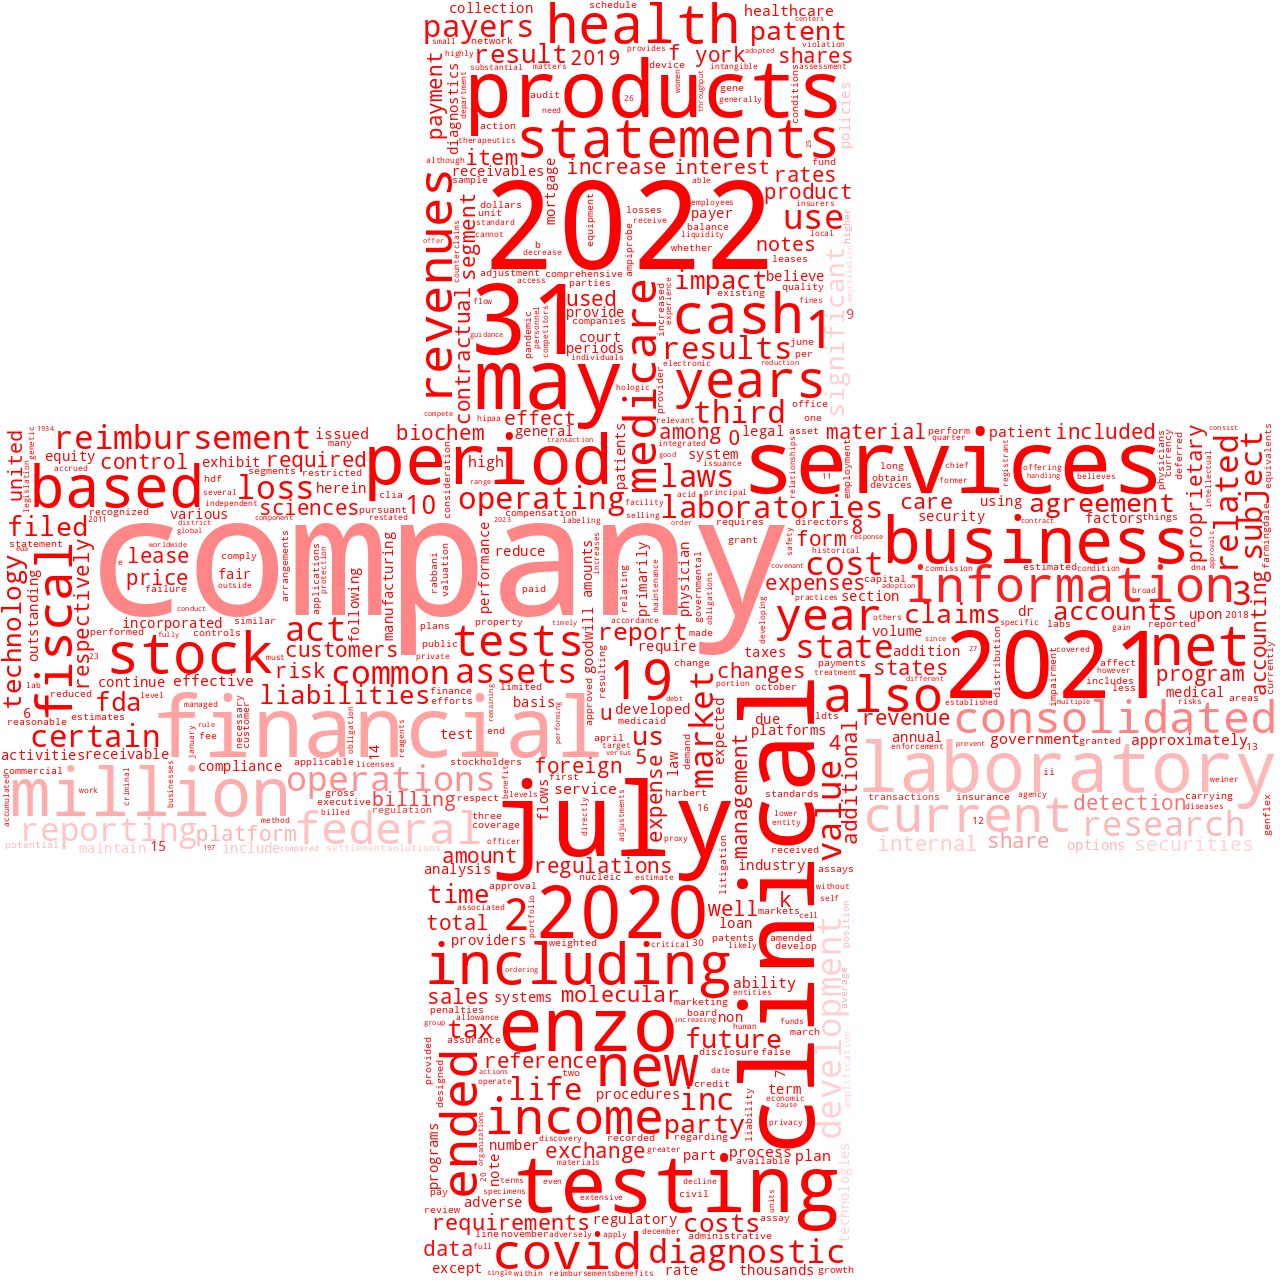 collection schedule healthcare
payers health centers
patent
small network violation
highly result 2019 provides f york adopted shares
substantial matters device intangible assessment
payment diagnostics department products women throughput gene conditions policies
audit 26 generally
need
action statements 25
therapeutics
although item increase interest fund
receivables rates
sample mortgage able product
revenues dollars 2022 losses employees insurers
unit equipment receive payer use
standard balance local
cannot liquidity
offer counterclaims segment b ampiprobe whether notes higher
decrease leases
adjustment comprehensive impact believe significant amortization
access parties existing quality
flow 31 used medicare increased experience cash fines
provide 1 9
contractual guidance pandemic personnel competitors companies
court results june
periods per
individuals electronic reduction
may provider years
hologic office
compete hipaa effect third one
relevant
1934 reimbursement issued biochem general among 0 legal asset material perform patient included consist
united genetic equity many period transaction patients good integrated system services quarter physicians currency related subject equivalents
legislation accrued control exhibit required high issuance relationships employment long chief registrant offering believes deferred proprietary intellectual
based segments restricted consideration range laws 11 obtain former handling
hdf loss herein clia operating facility acid principal devices care using agreement
several independent sciences pursuant 10 laboratories
2011 recognized various restated selling security factors things
filed district company 2023 compensation labeling order requires directors 8 business farmingdale
statement global component performance increases grant form response contract approvals
eua worldwide comply arrangements applications protection manufacturing rabbani valuation reduce relating primarily maintenance physician governmental safety historical cost commission estimated condition
e lease fair paid amounts covenant capital adoption information dna
technology outstanding fiscal respectively price outside obligations expenses section broad 3
failure following goodwill accordance practices
conduct
incorporated similar act plans property timely report made developing year others claims dr accounts upon 2018
performed fully controls customers public tests resulting require taxes volume specific labs gain reported accounting
23 stock must private state since 2021 covered net
lab continue effective risk common assets 19 change changes payments addition 27 distribution impairment affect however program currently
reduced level finance limited approved debt portion treatment states different includes
6 fda managed liabilities efforts basis remaining developed october also less medical areas
reasonable estimates necessary customer u medicaid market established multiple risks
certain january rule fee financial obligation reagents test end performing april us expected due ldts revenue consolidated
activities receivable 14 target law demand platforms 4 annual government granted approximately
versus 5 enforcement prevent 13
commercial compliance applicable licenses stockholders foreign management clinical value additional laboratory
accumulated million work criminal businesses operations benefit first flows expense harbert standards ii weiner
gross levels service transactions insurance agency carrying
executive billing respect july 16 lower detection diseases genflex
reporting method billed regulation three directly adjustments proxy entity current 12
platform federal coverage research
potential maintain 15 197 include compared settlement solutions officer litigation received internal share options securities
amount regulations industry
analysis nucleic estimate assays
time approval k without
associated portfolio 2020 well self
total 2 loan markets cell
providers weighted critical 30 patents amended development position
likely develop
ordering including ability average
sales systems molecular marketing entities
penalties board
group allowance enzo increasing non human funds
tax march
assurance future amplification
provided designed ended reference disclosure false
actions two new date 7
operate credit
life procedures term
inc liability economic
cause
income party privacy
programs organizations discovery recorded regarding
number exchange greater process technologies
note part plan
materials available
20 terms even testing decline
pay specimens extensive civil units
adverse
review requirements regulatory costs assay
line november adversely apply december administrative
data full covid diagnostic
except rate thousands growth
single within reimbursements benefits